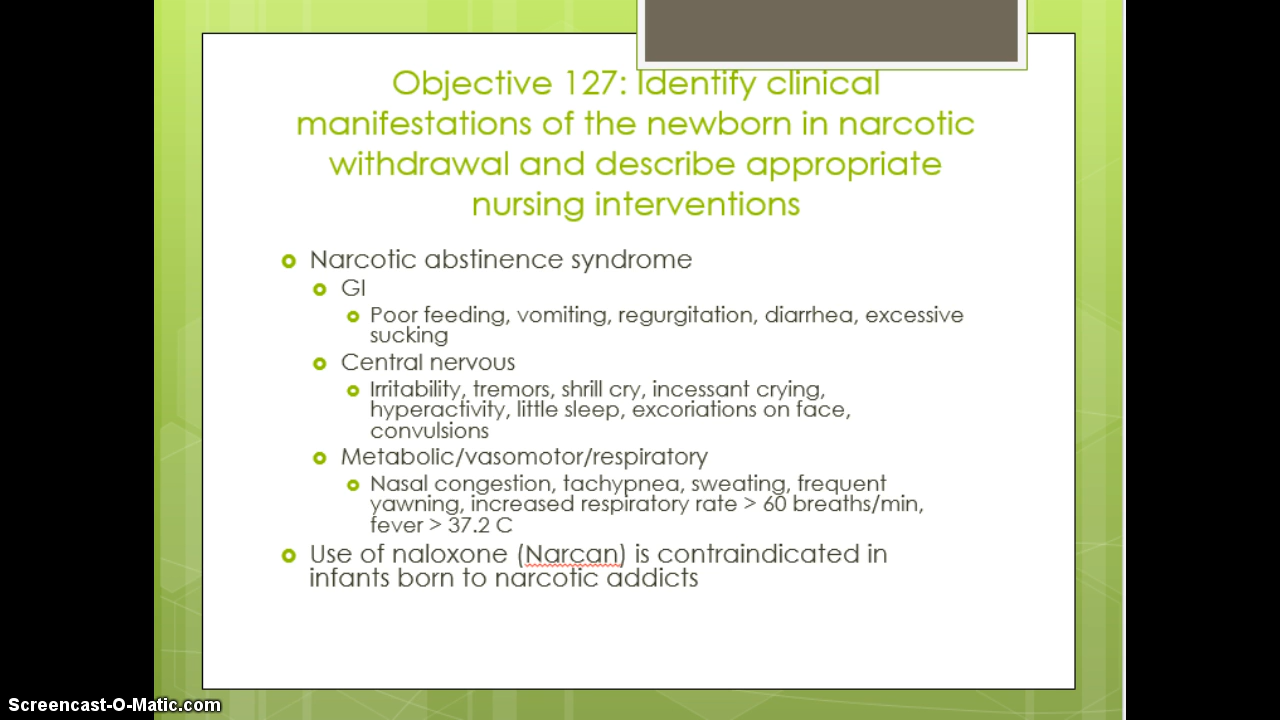 Objective 127: Identify clinical
manifestations of the newborn in narcotic
withdrawal and describe appropriate
nursing interventions
Narcotic abstinence syndrome
GI
Poor feeding, vomiting, regurgitation, diarrhea, excessive
sucking
Central nervous
Irritability, tremors, shrill cry, incessant crying,
hyperactivity, little sleep, excoriations on face,
convulsions
Metabolic/vasomotor/respiratory
Nasal congestion, tachypnea, sweating, frequent
yawning, increased respiratory rate > 60 breaths/min,
fever > 37.2 C
Use of naloxone (Narcan) is contraindicated in
infants born to narcotic addicts
Screencast-O-Matic.com